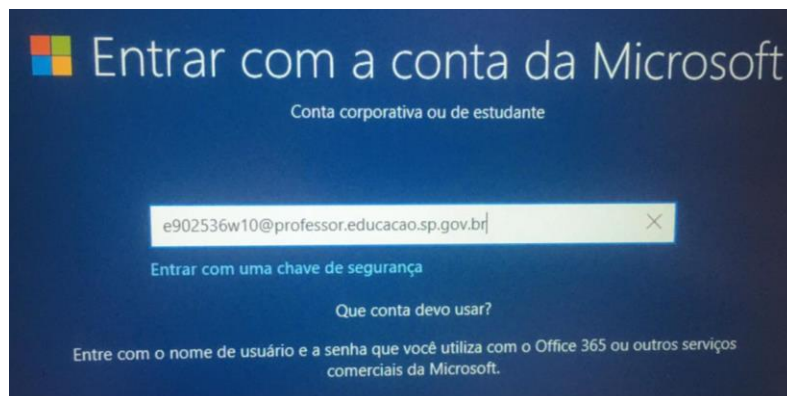 Entrar com a conta da Microsoft
Conta corporativa ou de estudante
e902536w10@professor.educacao.sp.gov.br
Entrar com uma chave de segurança
Que conta devo usar?
Entre com o nome de usuário e a senha que você utiliza com o Office 365 ou outros serviços
comerciais da Microsoft.